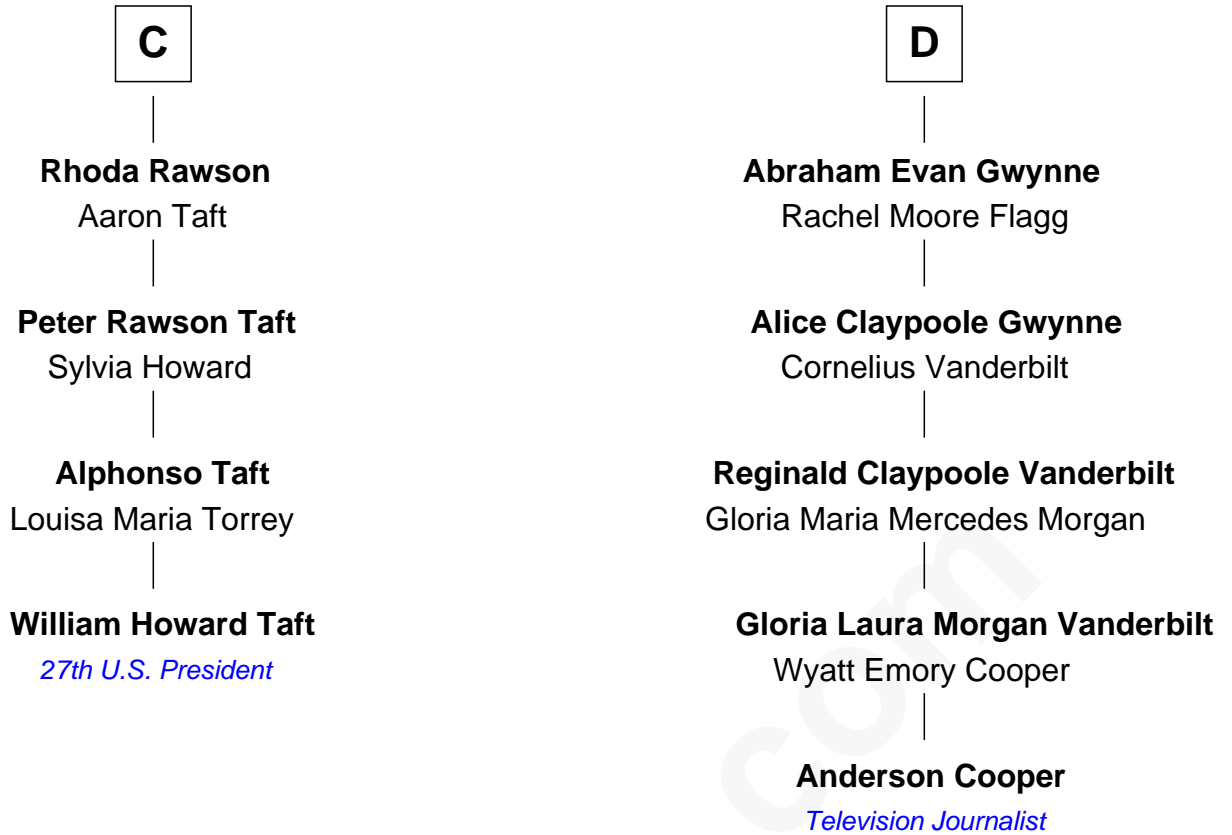 C
Rhoda Rawson
Aaron Taft
Peter Rawson Taft
Sylvia Howard
Alphonso Taft
Louisa Maria Torrey
William Howard Taft
27th U.S. President
D
Abraham Evan Gwynne
Rachel Moore Flagg
Alice Claypoole Gwynne
Cornelius Vanderbilt
Reginald Claypoole Vanderbilt
Gloria Maria Mercedes Morgan
Gloria Laura Morgan Vanderbilt
Wyatt Emory Cooper
Anderson Cooper
Television Journalist
com